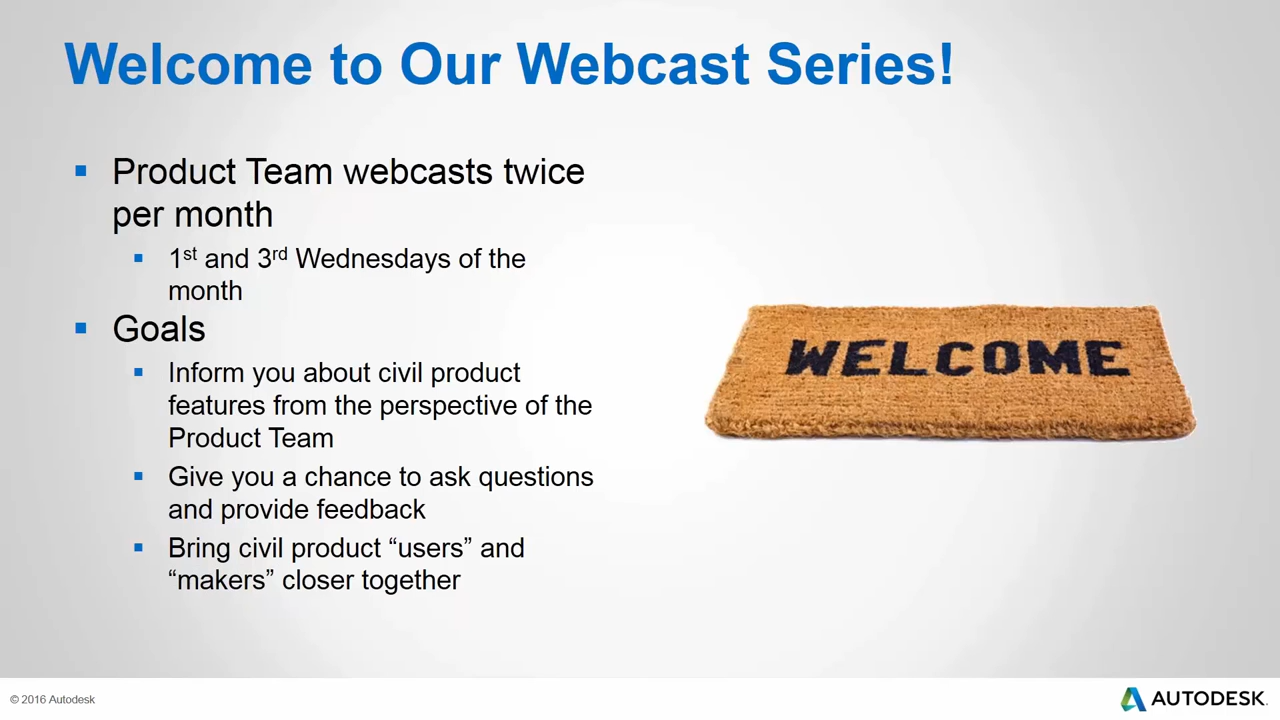 Welcome to Our Webcast Series!
▪ Product Team webcasts twice
per month
▪ 1st and 3rd Wednesdays of the
month
▪ Goals
▪ Inform you about civil product
features from the perspective of the
Product Team
▪ Give you a chance to ask questions
and provide feedback
▪ Bring civil product “users” and
“makers” closer together
WELCOME
© 2016 Autodesk
AUTODESK.